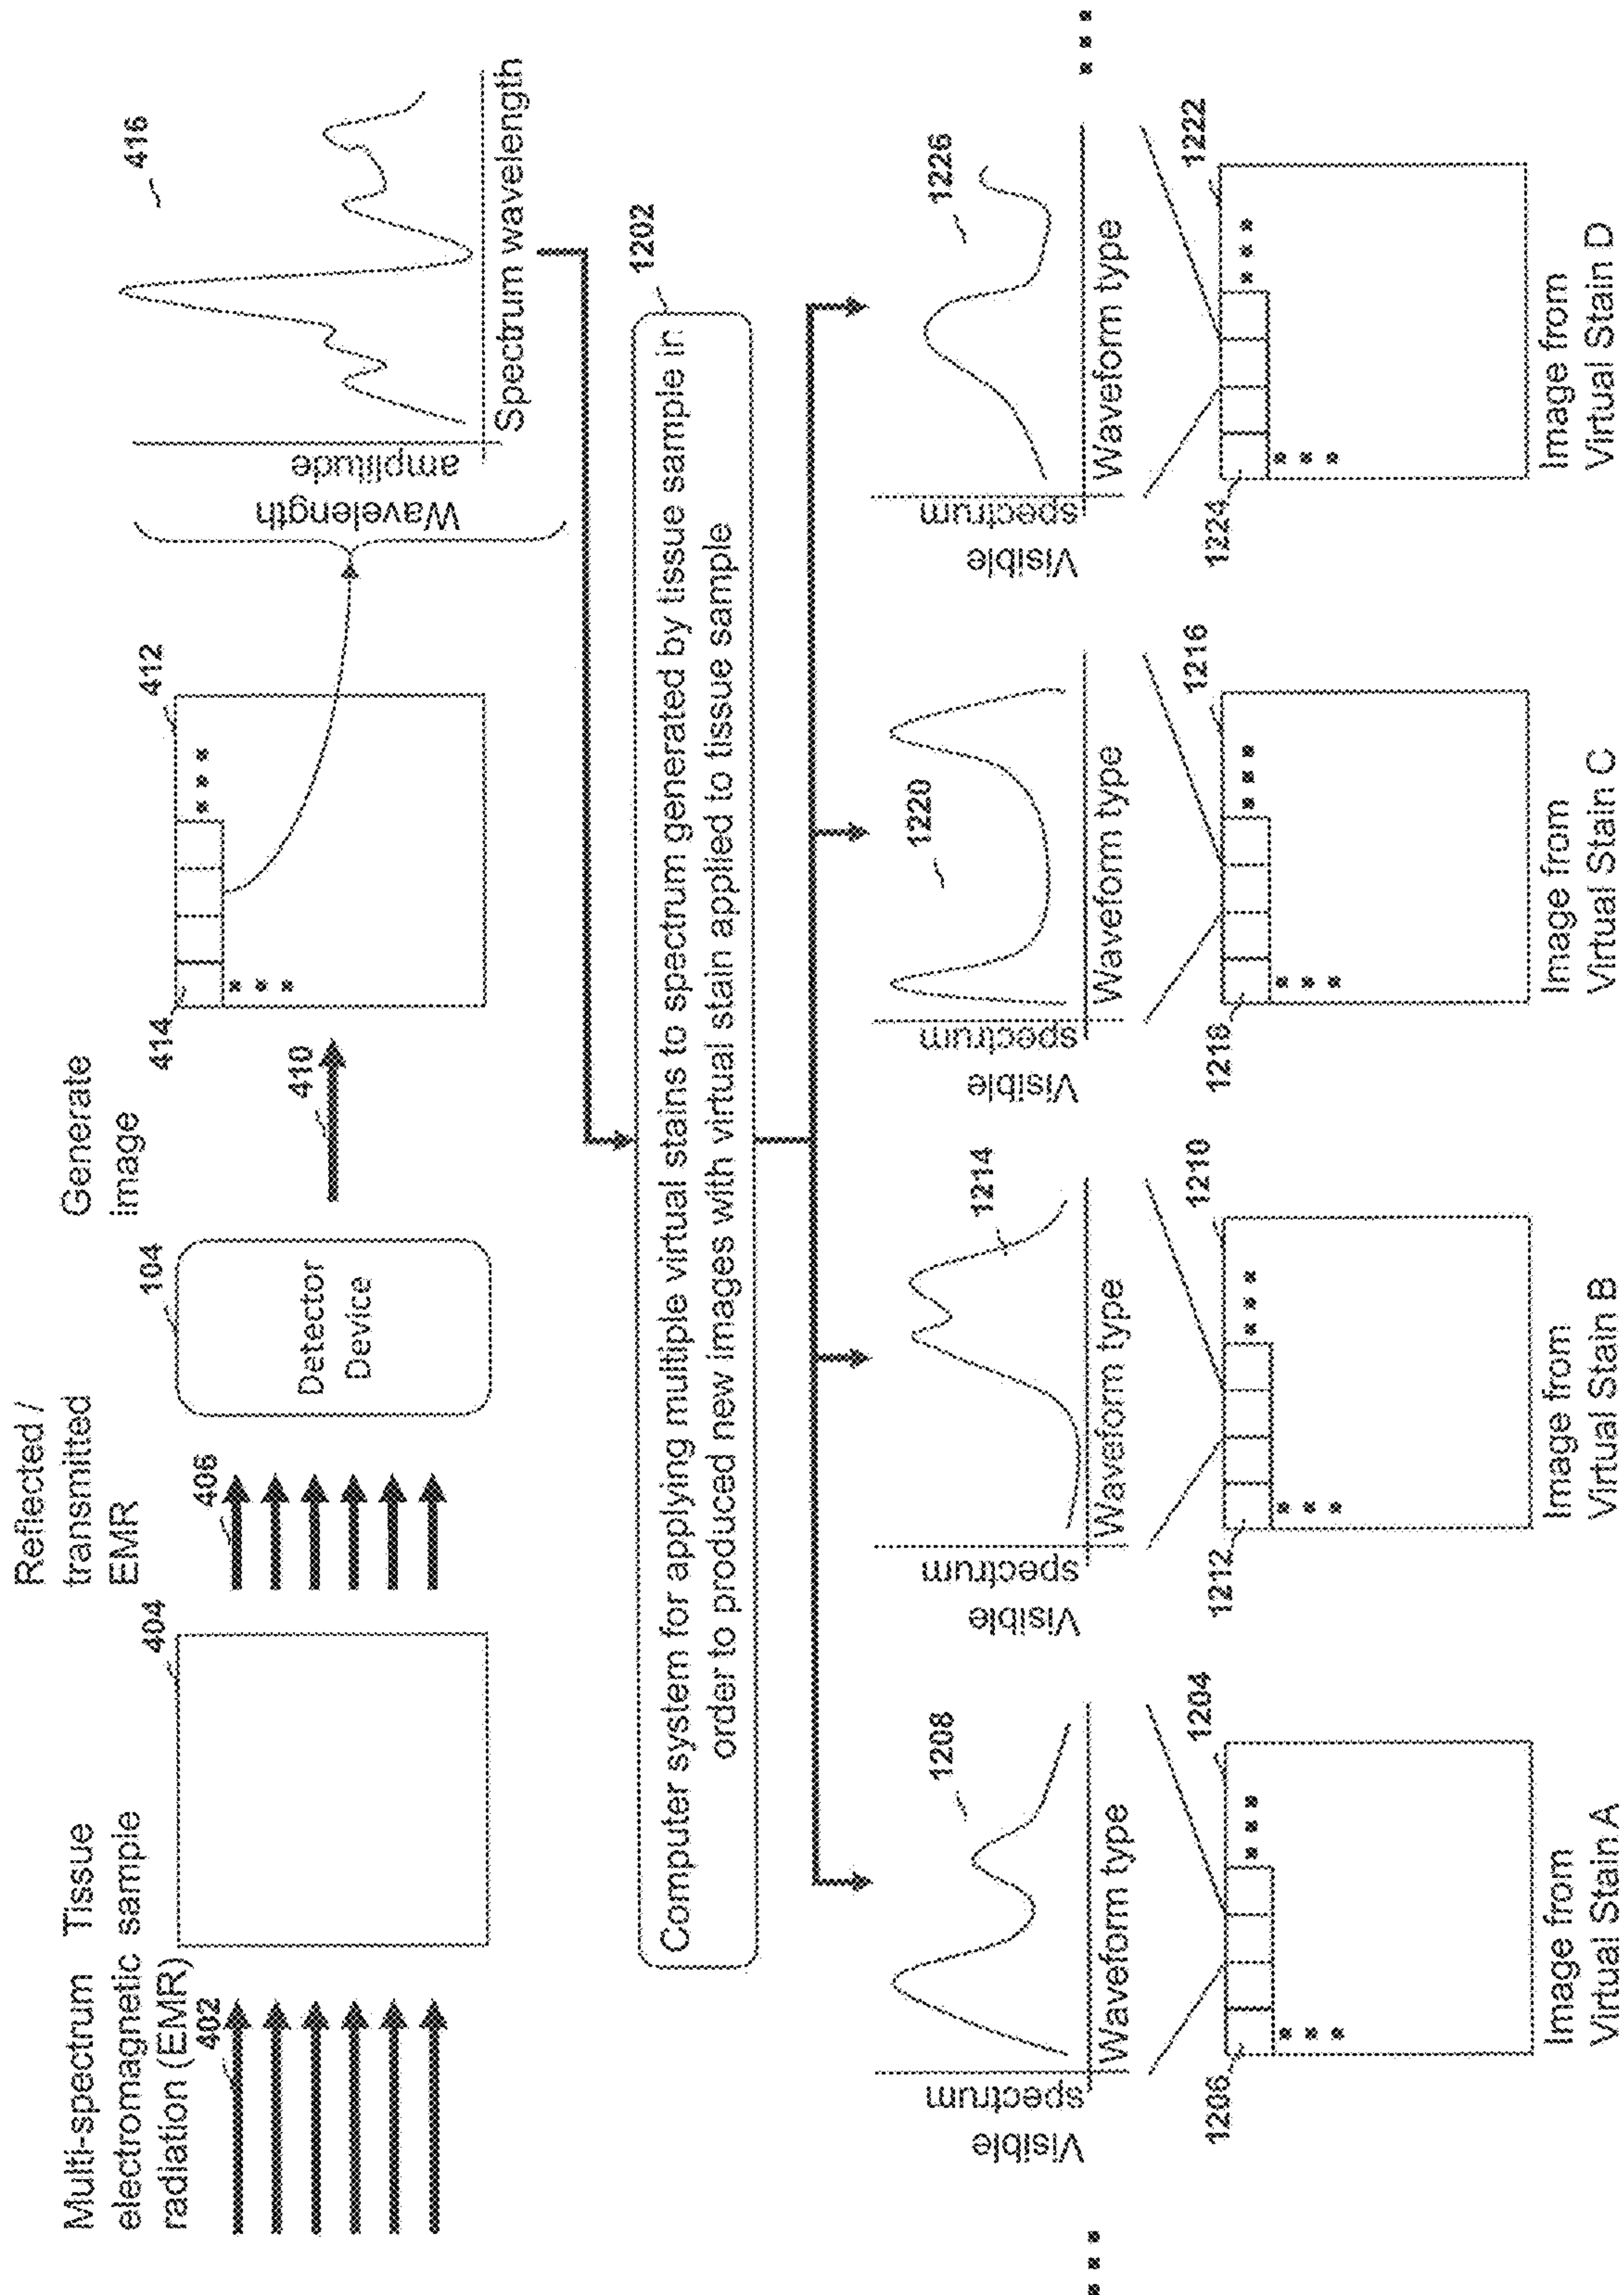 Multi-spectrum
electromagnetic
radiation (EMR)
402
Tissue
sample
404
Reflected /
transmitted
EMR
406
104
Detector
Device
Generate
image
410
414
412
Wavelength
amplitude
416
Spectrum wavelength
1202
Computer system for applying multiple virtual stains to spectrum generated by tissue sample in
order to produced new images with virtual stain applied to tissue sample
Visible
spectrum
1208
Waveform type
1206
1204
Image from
Virtual Stain A
Visible
spectrum
1214
Waveform type
1212
1210
Image from
Virtual Stain B
Visible
spectrum
1220
Waveform type
1218
1216
Image from
Virtual Stain C
Visible
spectrum
1226
Waveform type
1224
1222
Image from
Virtual Stain D